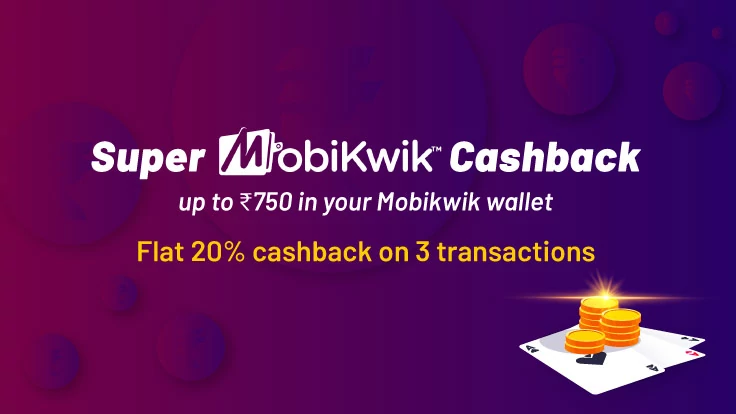 Super MobiKwik™ Cashback
up to ₹750 in your Mobikwik wallet
Flat 20% cashback on 3 transactions